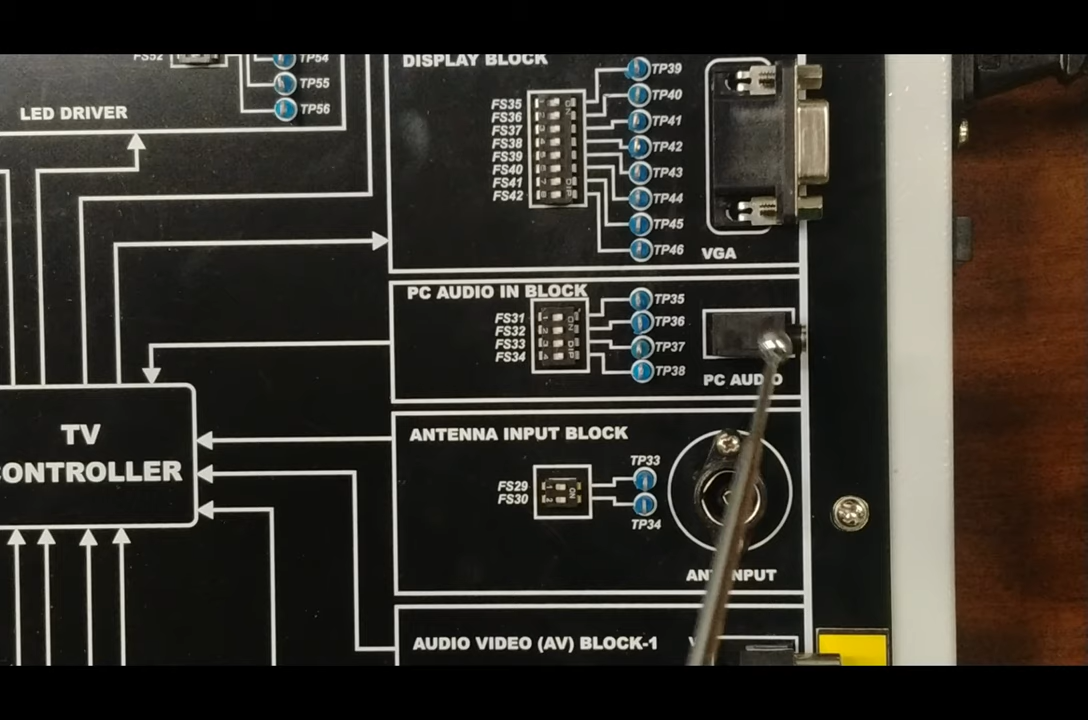 FS52
TP54
TP55
TP56
LED DRIVER
DISPLAY BLOCK
FS35
FS36
FS37
FS38
FS39
FS40
FS41
FS42
TP39
TP40
TP41
TP42
TP43
TP44
TP45
TP46
VGA
PC AUDIO IN BLOCK
FS31
FS32
FS33
FS34
TP35
TP36
TP37
TP38
PC AUDIO
TV
CONTROLLER
ANTENNA INPUT BLOCK
FS29
FS30
TP33
TP34
INPUT
AUDIO VIDEO (AV) BLOCK-1